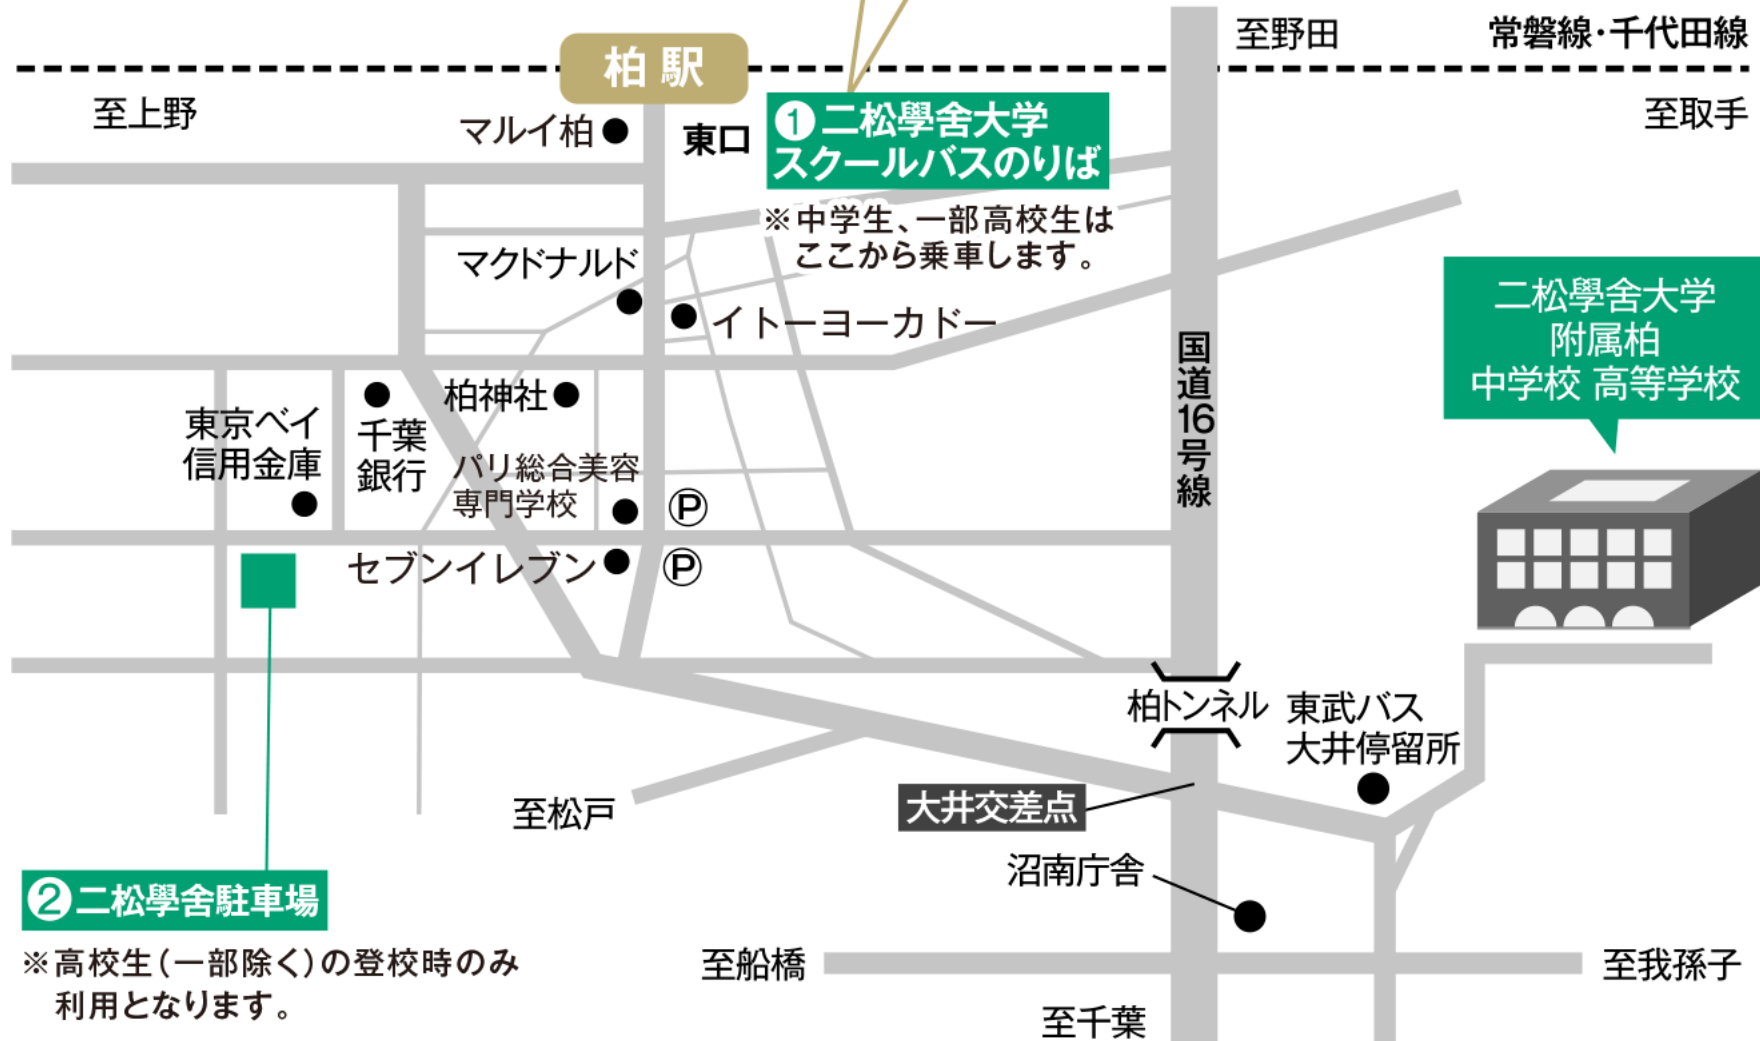 至野田
常磐線・千代田線
柏駅
至上野
マルイ柏
東口
❶二松學舎大学
スクールバスのりば
至取手
※中学生、一部高校生は
ここから乗車します。
マクドナルド
イトーヨーカドー
国道16号線
二松學舎大学
附属柏
中学校 高等学校
柏神社
東京ベイ
信用金庫
千葉
銀行
パリ総合美容
専門学校
Ⓟ
セブンイレブン
Ⓟ
柏トンネル
東武バス
大井停留所
至松戸
大井交差点
沼南庁舎
❷二松學舎駐車場
※高校生(一部除く)の登校時のみ
利用となります。
至船橋
至我孫子
至千葉